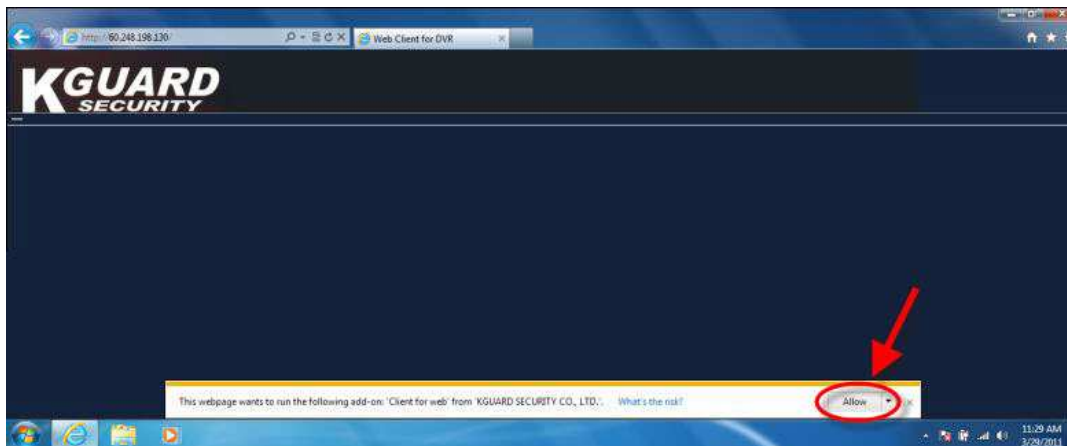 http://60.248.198.130/
Web Client for DVR
KGUARD
SECURITY
This webpage wants to run the following add-on: 'Client for web' from 'KGUARD SECURITY CO., LTD.'.
What's the risk?
Allow
11:29 AM
3/29/2011